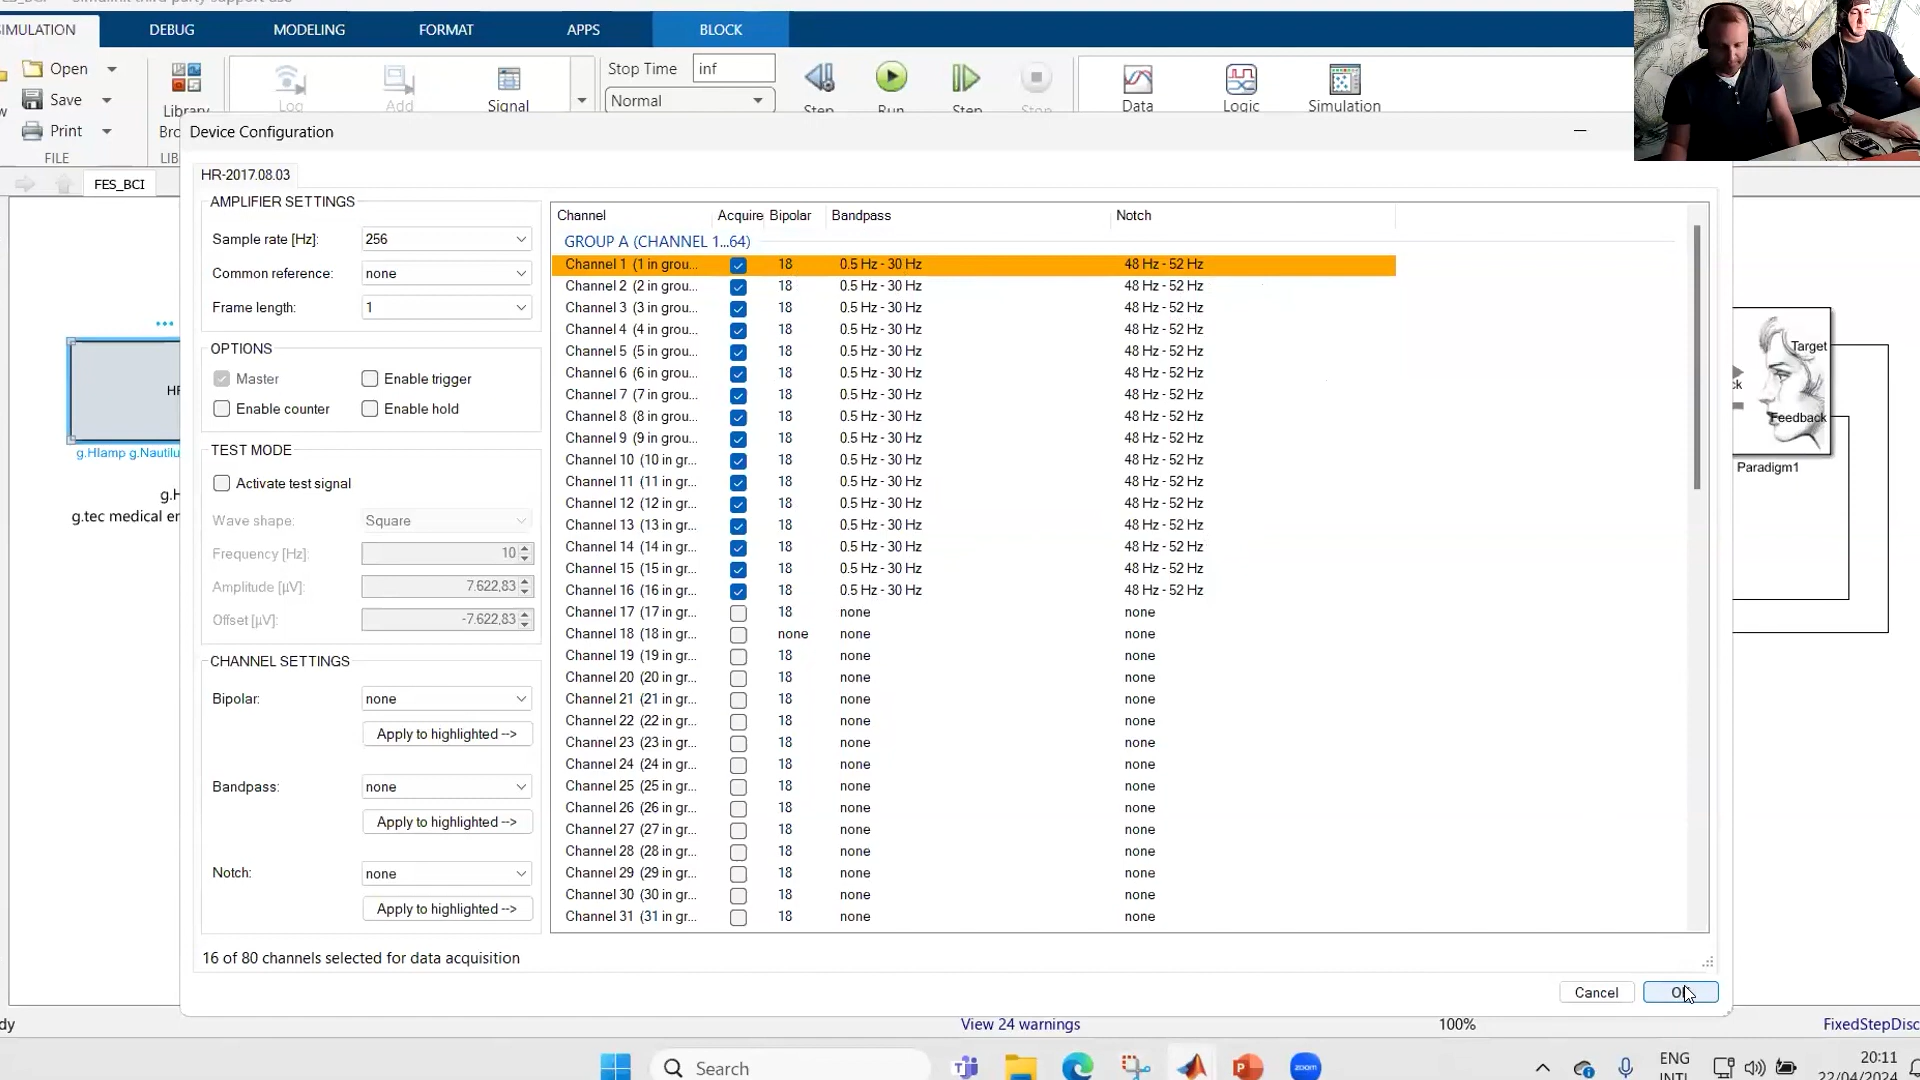 SIMULATION
DEBUG
MODELING
FORMAT
APPS
BLOCK
Open
Save
Print
FILE
Library
Log
Add
Signal
Stop Time
inf
Normal
Step
Run
Step
Stop
Data
Logic
Simulation
FES_BCI
Device Configuration
HR-2017.08.03
AMPLIFIER SETTINGS
Sample rate [Hz]: 256
Common reference: none
Frame length: 1
OPTIONS
Master
Enable trigger
Enable counter
Enable hold
TEST MODE
Activate test signal
Wave shape: Square
Frequency [Hz]: 10
Amplitude [µV]: 7.622,83
Offset [µV]: -7.622,83
CHANNEL SETTINGS
Bipolar: none
Apply to highlighted -->
Bandpass: none
Apply to highlighted -->
Notch: none
Apply to highlighted -->
Channel Acquire Bipolar Bandpass Notch
GROUP A (CHANNEL 1...64)
Channel 1 (1 in grou... 18 0.5 Hz - 30 Hz 48 Hz - 52 Hz
Channel 2 (2 in grou... 18 0.5 Hz - 30 Hz 48 Hz - 52 Hz
Channel 3 (3 in grou... 18 0.5 Hz - 30 Hz 48 Hz - 52 Hz
Channel 4 (4 in grou... 18 0.5 Hz - 30 Hz 48 Hz - 52 Hz
Channel 5 (5 in grou... 18 0.5 Hz - 30 Hz 48 Hz - 52 Hz
Channel 6 (6 in grou... 18 0.5 Hz - 30 Hz 48 Hz - 52 Hz
Channel 7 (7 in grou... 18 0.5 Hz - 30 Hz 48 Hz - 52 Hz
Channel 8 (8 in grou... 18 0.5 Hz - 30 Hz 48 Hz - 52 Hz
Channel 9 (9 in grou... 18 0.5 Hz - 30 Hz 48 Hz - 52 Hz
Channel 10 (10 in gr... 18 0.5 Hz - 30 Hz 48 Hz - 52 Hz
Channel 11 (11 in gr... 18 0.5 Hz - 30 Hz 48 Hz - 52 Hz
Channel 12 (12 in gr... 18 0.5 Hz - 30 Hz 48 Hz - 52 Hz
Channel 13 (13 in gr... 18 0.5 Hz - 30 Hz 48 Hz - 52 Hz
Channel 14 (14 in gr... 18 0.5 Hz - 30 Hz 48 Hz - 52 Hz
Channel 15 (15 in gr... 18 0.5 Hz - 30 Hz 48 Hz - 52 Hz
Channel 16 (16 in gr... 18 0.5 Hz - 30 Hz 48 Hz - 52 Hz
Channel 17 (17 in gr... 18 none none
Channel 18 (18 in gr... none none none
Channel 19 (19 in gr... 18 none none
Channel 20 (20 in gr... 18 none none
Channel 21 (21 in gr... 18 none none
Channel 22 (22 in gr... 18 none none
Channel 23 (23 in gr... 18 none none
Channel 24 (24 in gr... 18 none none
Channel 25 (25 in gr... 18 none none
Channel 26 (26 in gr... 18 none none
Channel 27 (27 in gr... 18 none none
Channel 28 (28 in gr... 18 none none
Channel 29 (29 in gr... 18 none none
Channel 30 (30 in gr... 18 none none
Channel 31 (31 in gr... 18 none none
16 of 80 channels selected for data acquisition
Cancel
g.HIamp g.Nautilu
g.tec medical en
Target
Feedback
Paradigm1
View 24 warnings
100%
FixedStepDisc
Search
zoom
ENG
INTL
20:11
22/04/2024